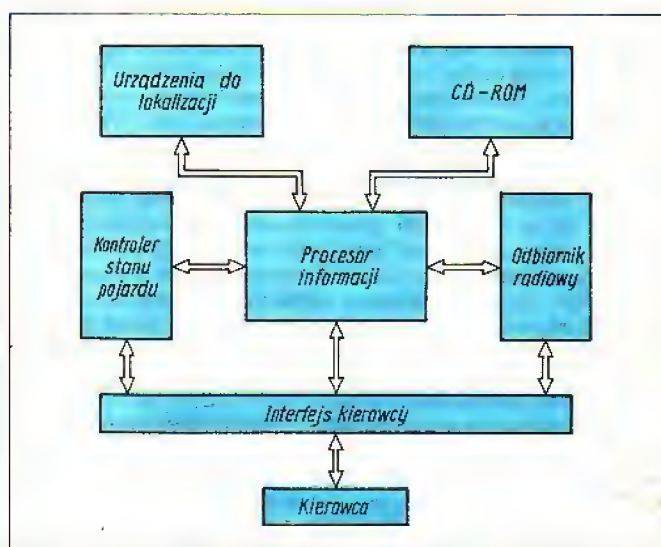 Urządzenia do
lokalizacji
CD-ROM
Kontroler
stanu
pojazdu
Procesor
informacji
Odbiornik
radiowy
Interfejs kierowcy
Kierowca